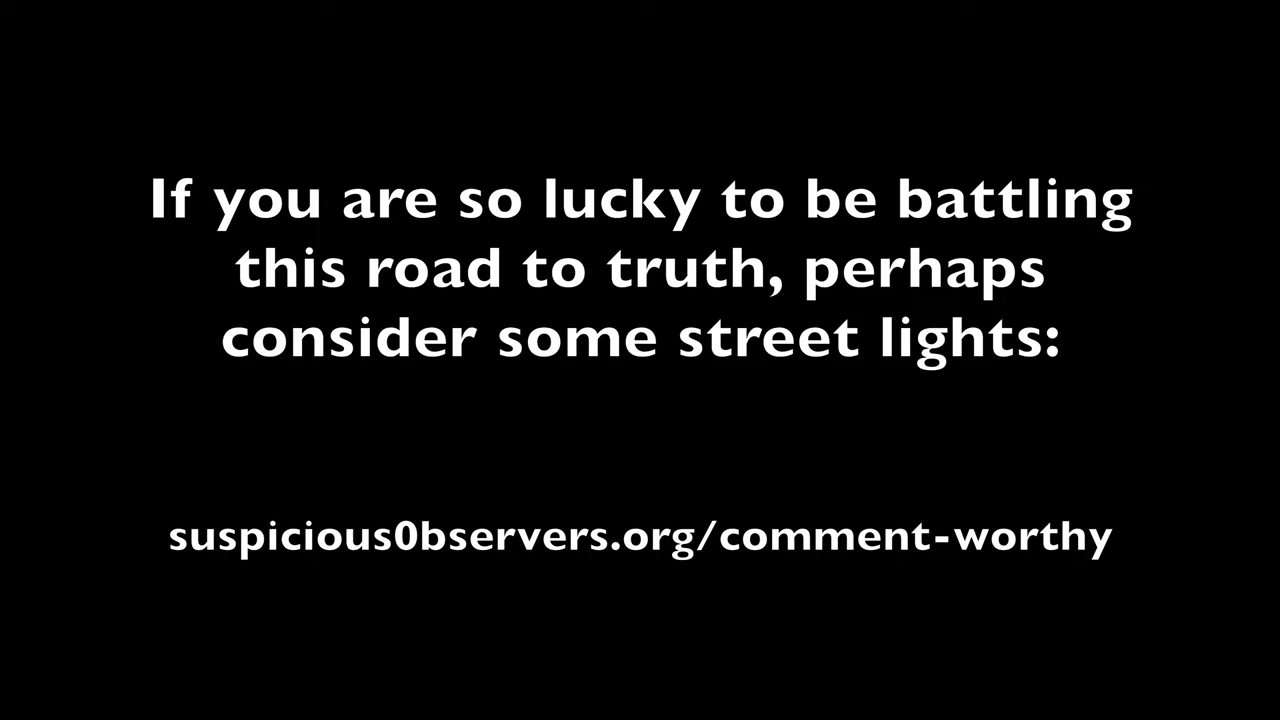 If you are so lucky to be battling
this road to truth, perhaps
consider some street lights:
suspicious0bservers.org/comment-worthy